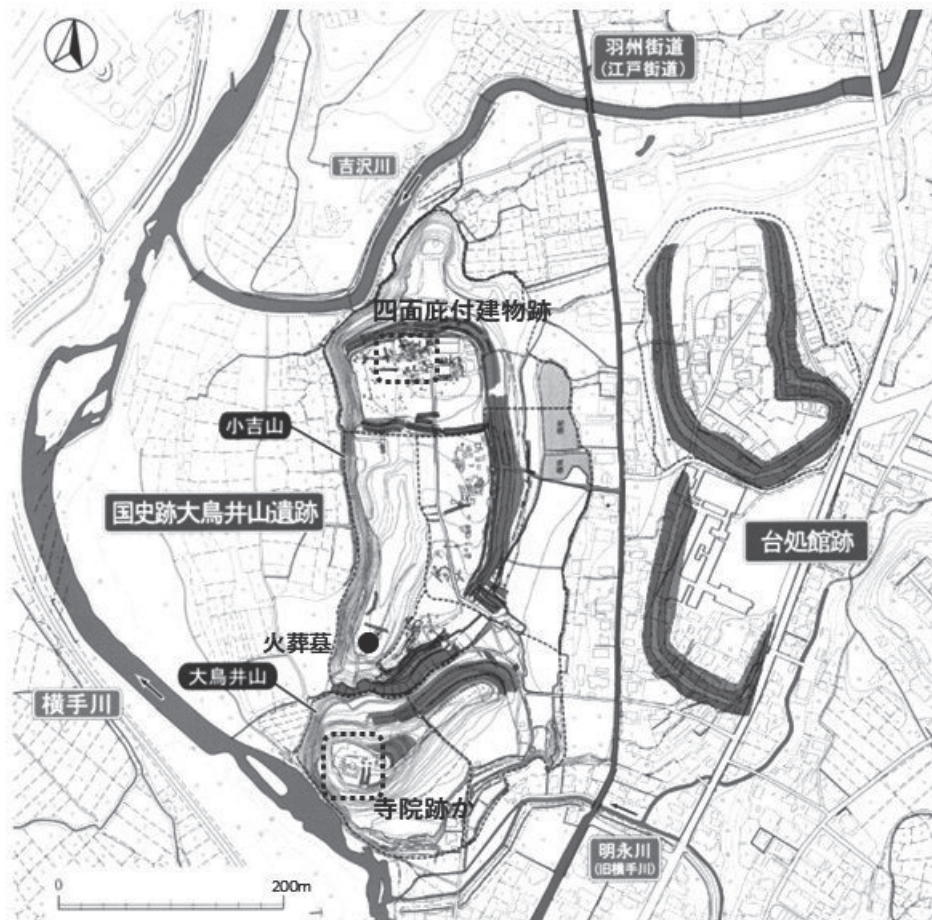 羽州街道
(江戸街道)
吉沢川
四面庇付建物跡
小吉山
国史跡大鳥井山遺跡
台処館跡
火葬墓
大鳥井山
横手川
寺院跡か
明永川
(旧横手川)
0
200m